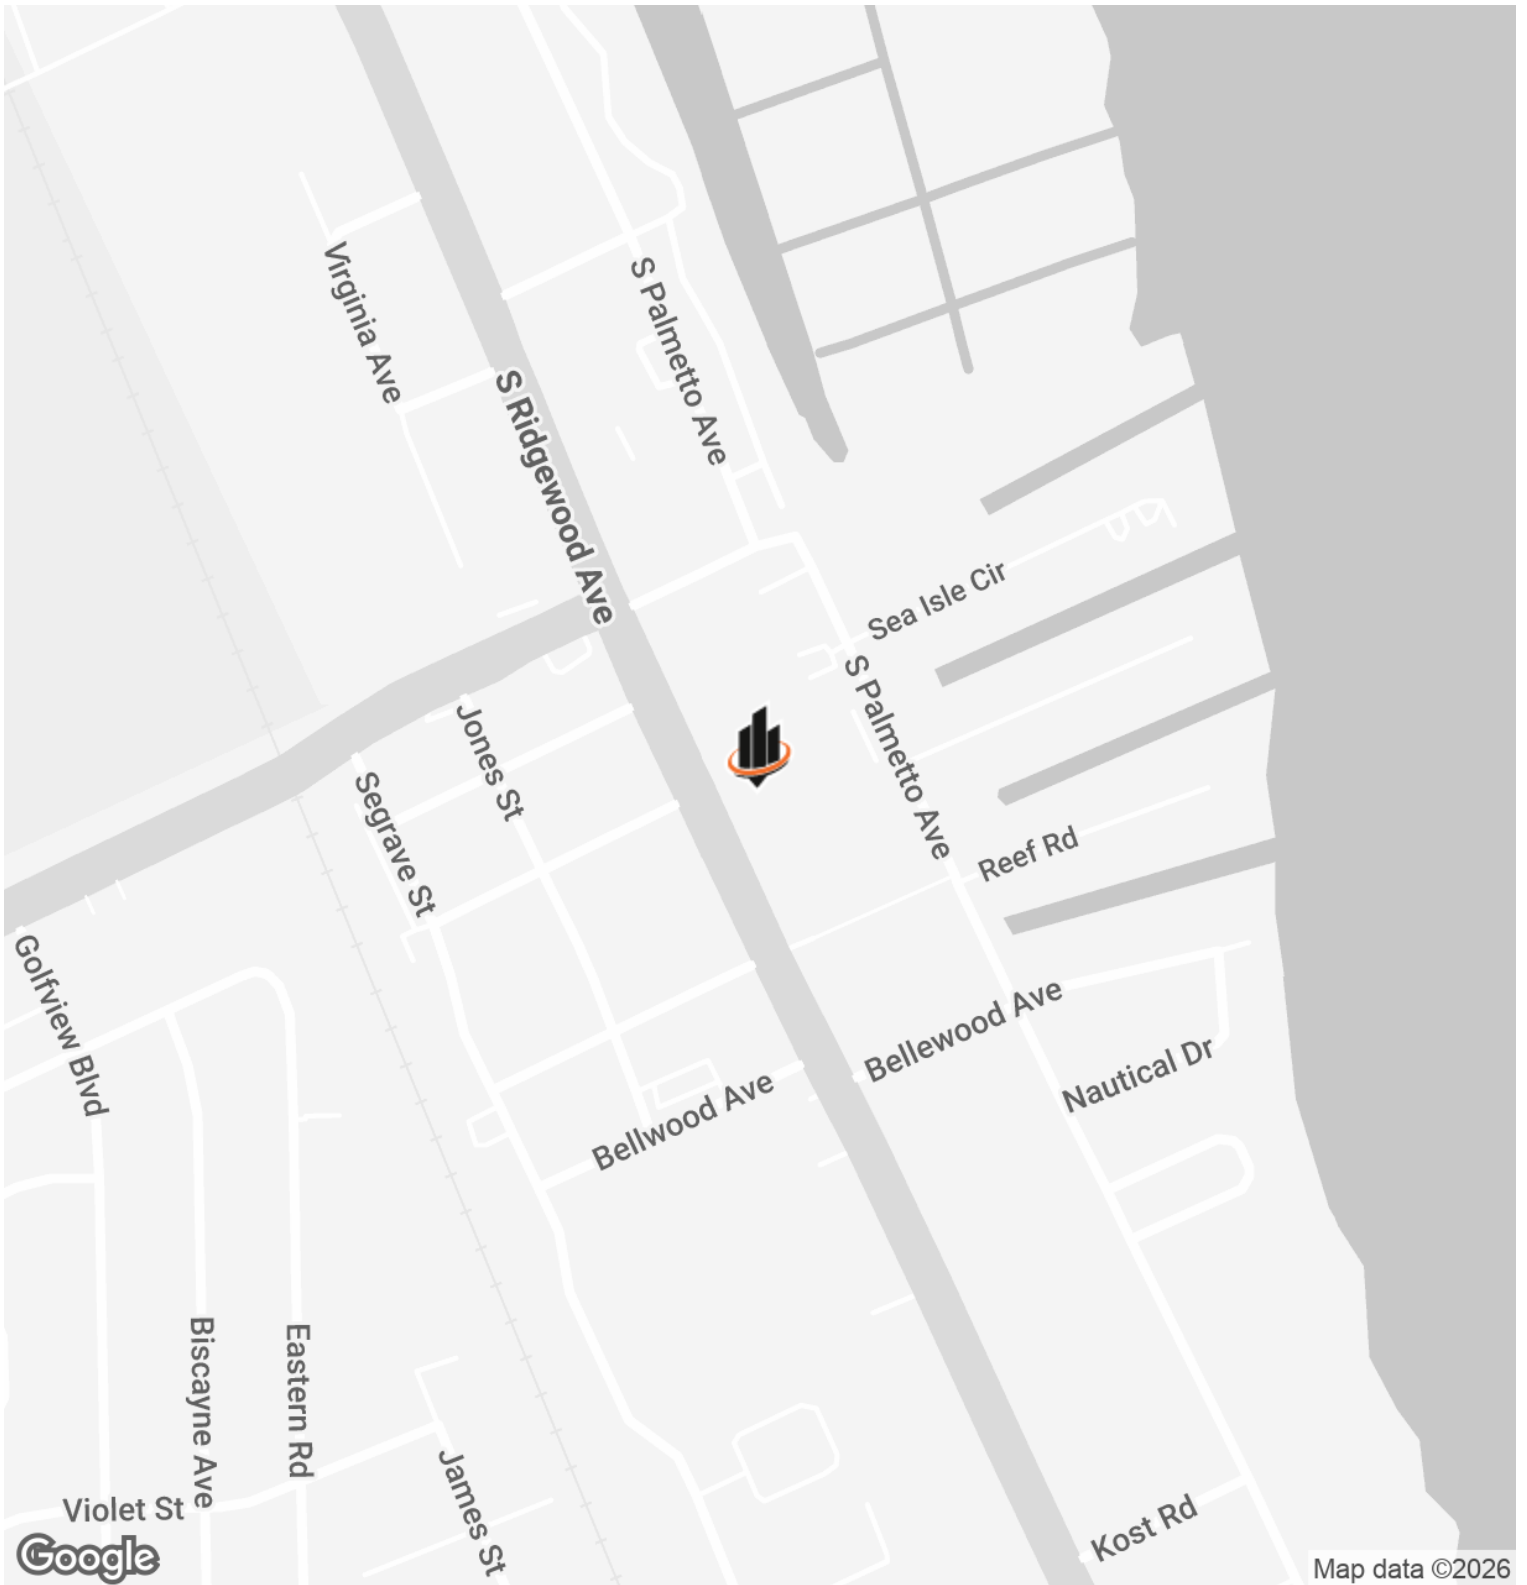 Virginia Ave
S Palmetto Ave
S Ridgewood Ave
Sea Isle Cir
S Palmetto Ave
Jones St
Segrave St
Reef Rd
Golfview Blvd
Bellewood Ave
Nautical Dr
Bellwood Ave
Biscayne Ave
Eastern Rd
James St
Violet St
Kost Rd
Google
Map data ©2026